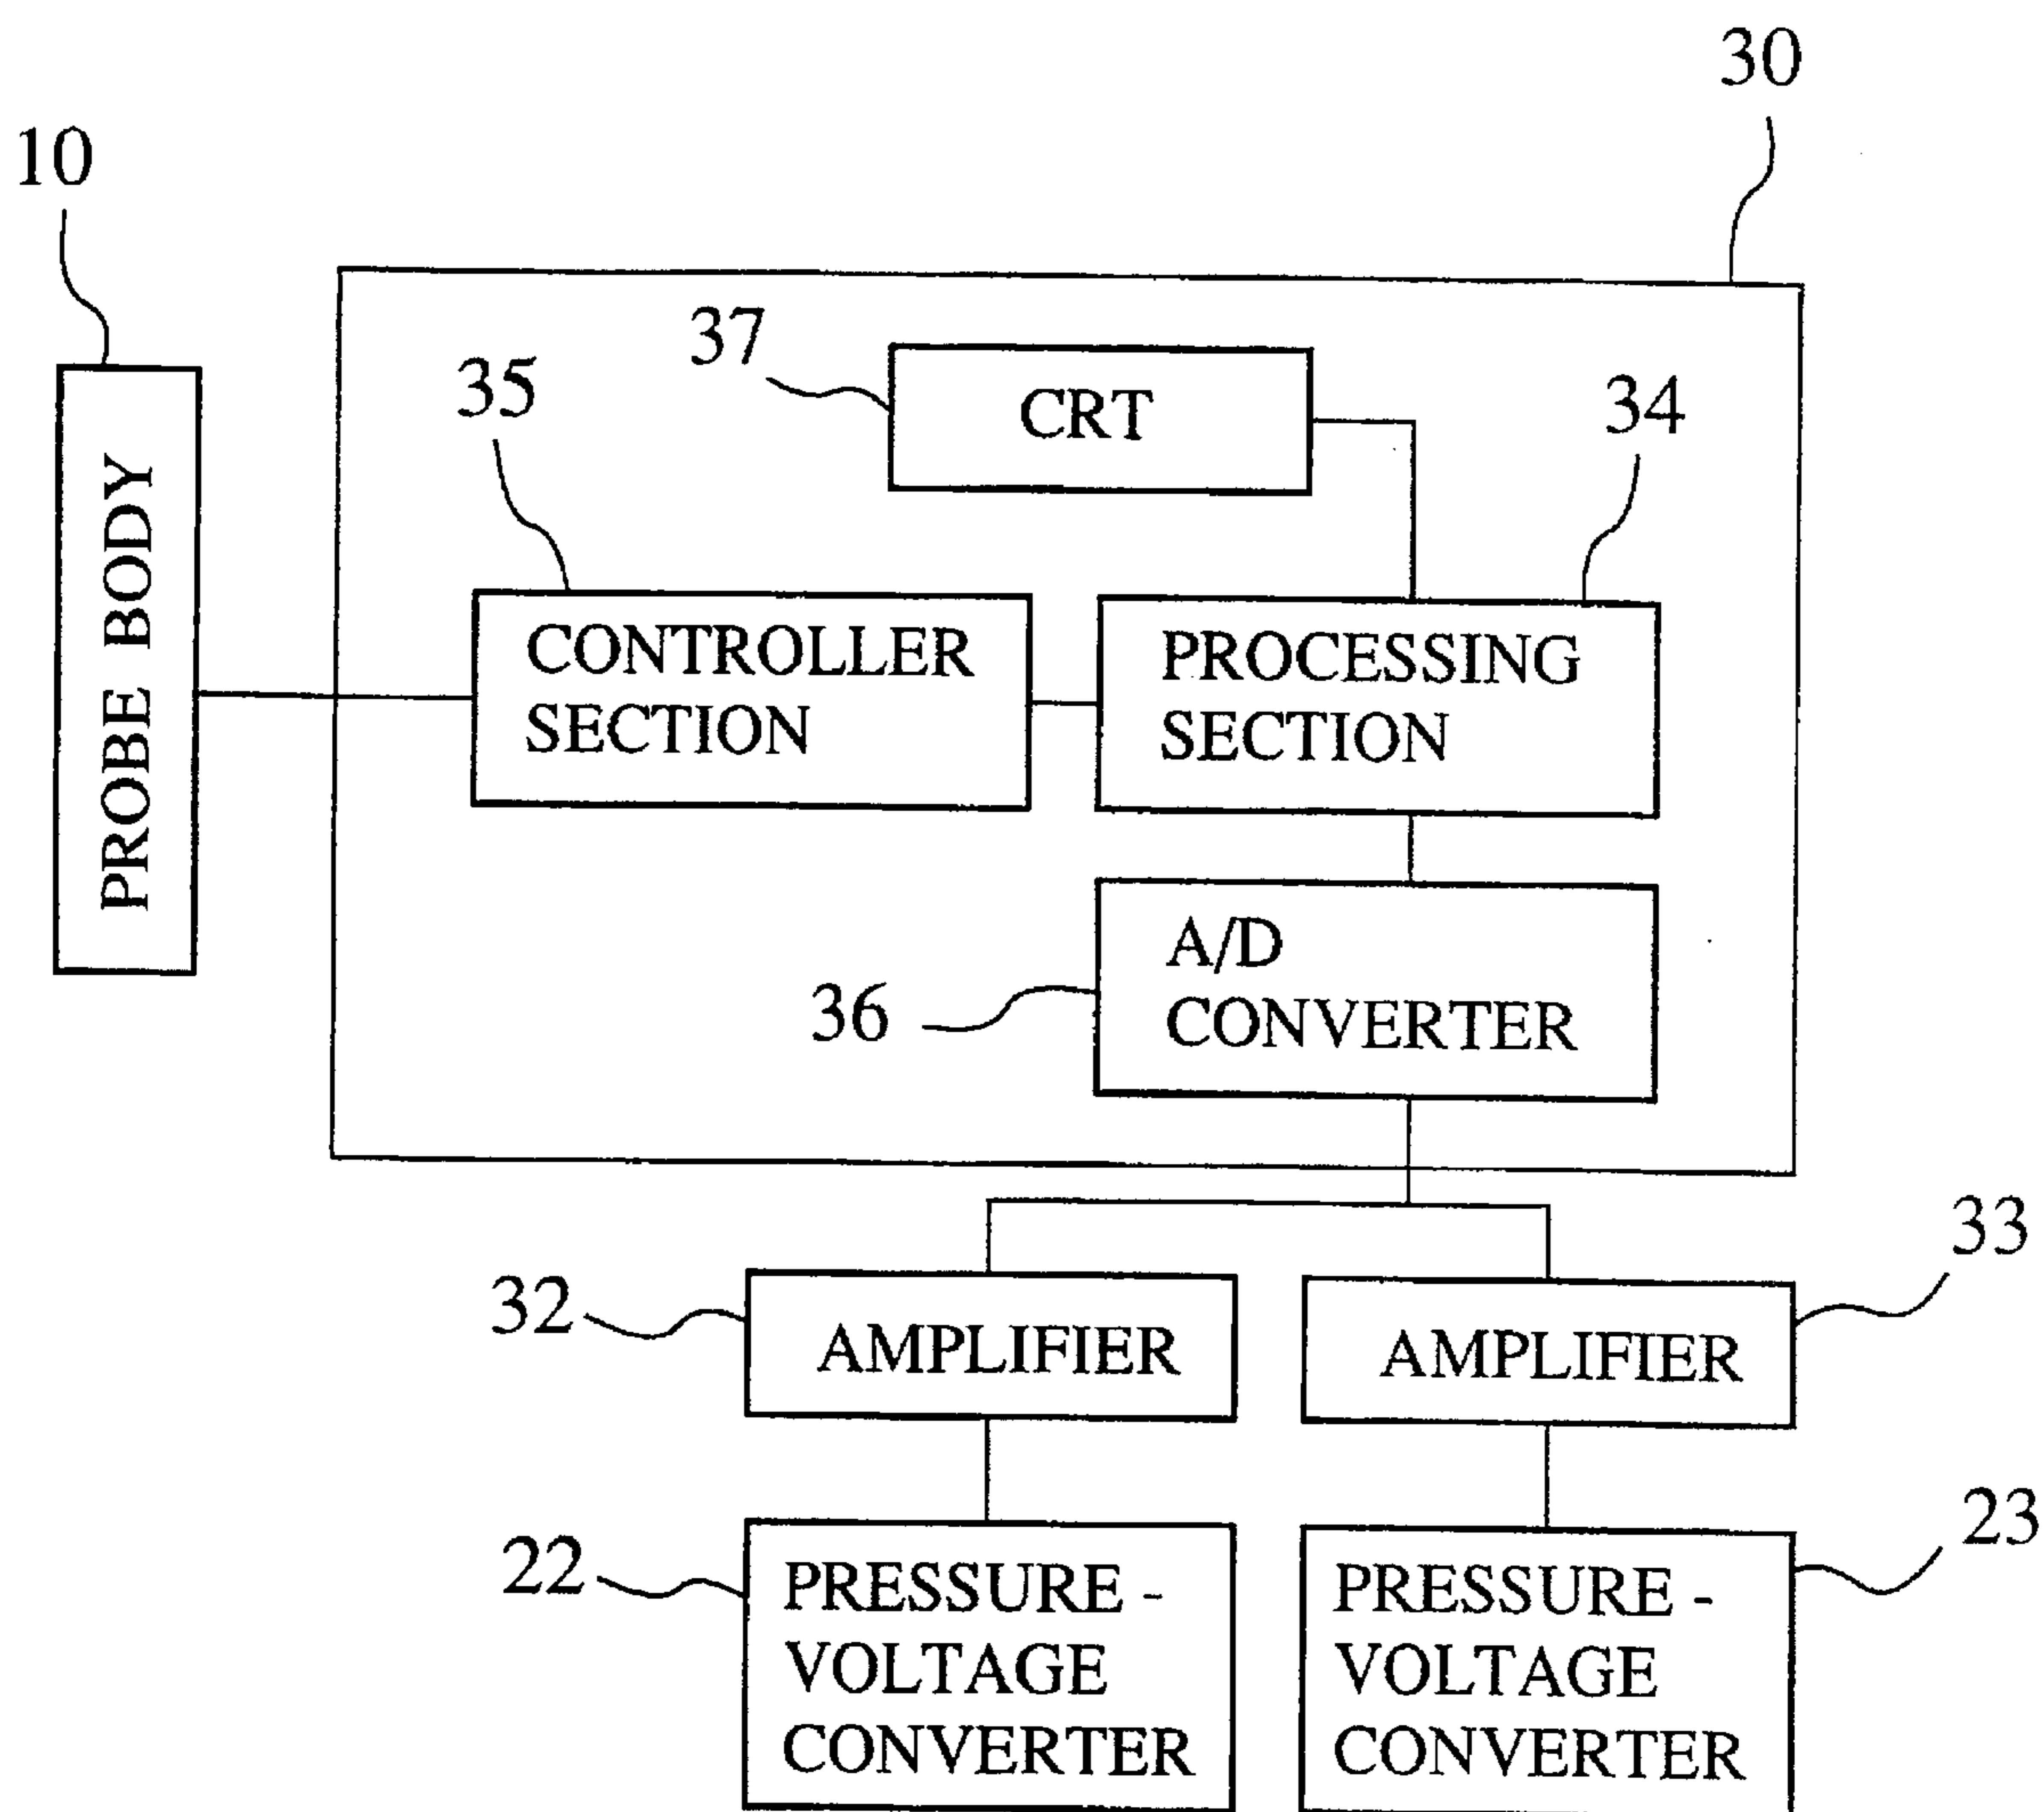 30
10
37
CRT
35
34
PROBE BODY
CONTROLLER
SECTION
PROCESSING
SECTION
A/D
CONVERTER
36
33
32
AMPLIFIER
AMPLIFIER
23
22
PRESSURE -
VOLTAGE
CONVERTER
PRESSURE -
VOLTAGE
CONVERTER